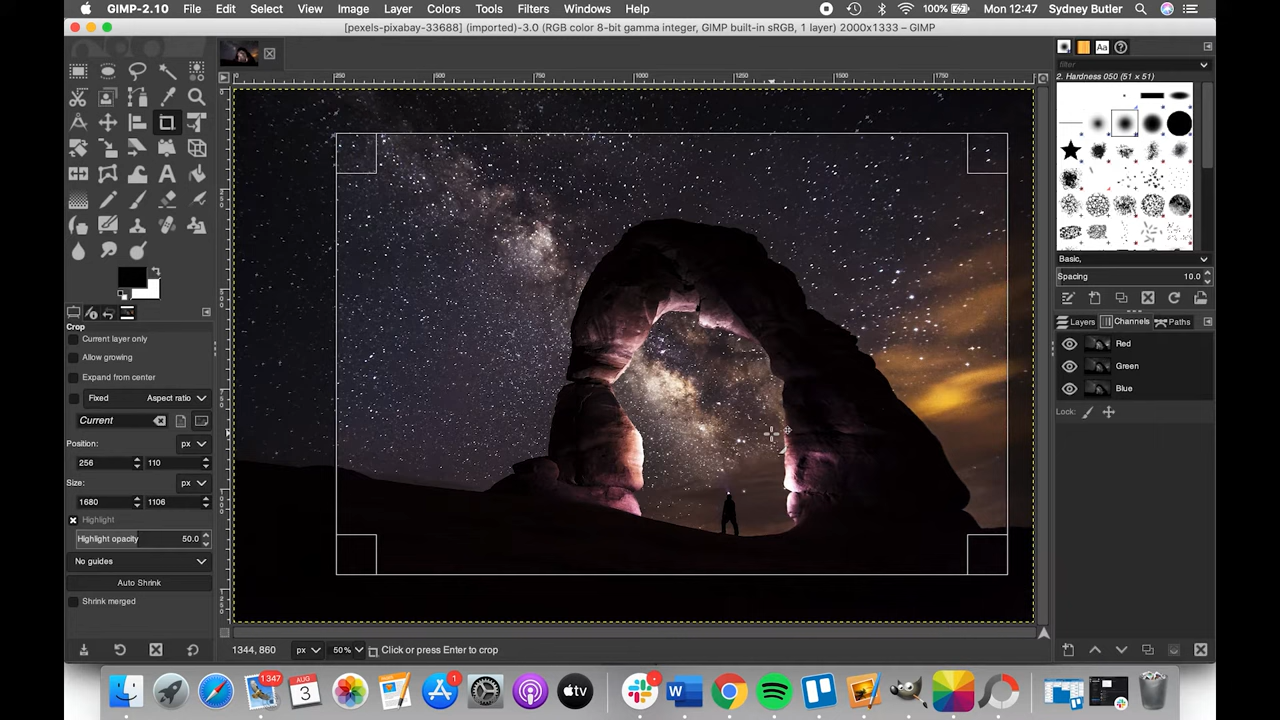 GIMP-2.10 File Edit Select View Image Layer Colors Tools Filters Windows Help 100% Mon 12:47 Sydney Butler
[pexels-pixabay-33688] (imported)-3.0 (RGB color 8-bit gamma integer, GIMP built-in sRGB, 1 layer) 2000x1333 – GIMP
Aa
filter
250 500 750 1000 1250 1500 1750
2. Hardness 050 (51 × 51)
Basic,
Spacing 10.0
Layers Channels Paths
Red
Green
Blue
Lock:
Crop
Current layer only
Allow growing
Expand from center
Fixed Aspect ratio
Current
Position: px
256 110
Size: px
1680 1106
Highlight
Highlight opacity 50.0
No guides
Auto Shrink
Shrink merged
1344, 860 px 50% Click or press Enter to crop
1347
AUG
3
1
tv
W